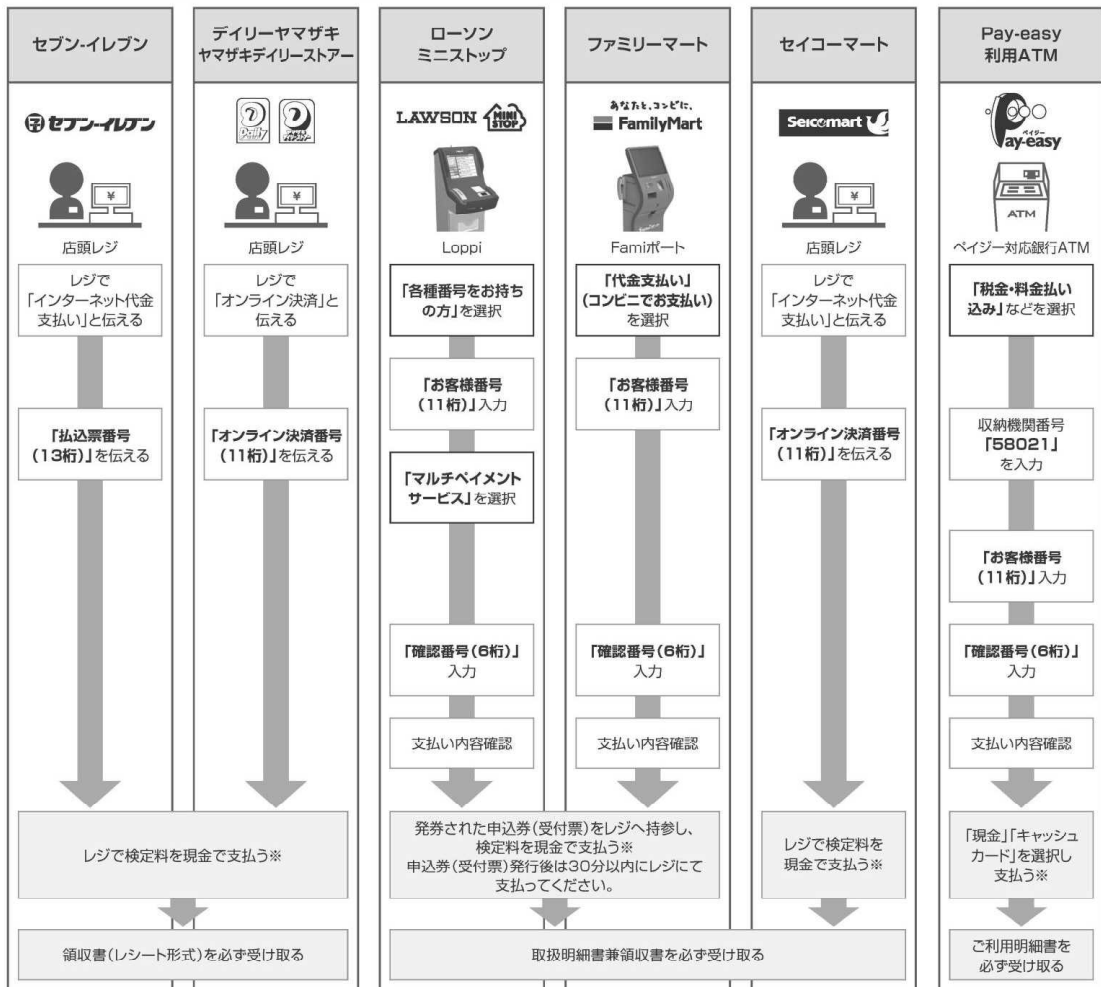 セブン-イレブン
セブン-イレブン
¥
店頭レジ
レジで
「インターネット代金
支払い」と伝える
「払込票番号
(13桁)」を伝える
デイリーヤマザキ
ヤマザキデイリーストアー
Daily
¥
店頭レジ
レジで
「オンライン決済」と
伝える
「オンライン決済番号
(11桁)」を伝える
レジで検定料を現金で支払う※
領収書(レシート形式)を必ず受け取る
ローソン
ミニストップ
LAWSON
MINI
STOP
Loppi
「各種番号をお持ち
の方」を選択
「お客様番号
(11桁)」入力
「マルチペイメント
サービス」を選択
「確認番号(6桁)」
入力
支払い内容確認
ファミリーマート
あなたと、コンビに、
FamilyMart
Famiポート
「代金支払い」
(コンビニでお支払い)
を選択
「お客様番号
(11桁)」入力
「確認番号(6桁)」
入力
支払い内容確認
発券された申込券(受付票)をレジへ持参し、
検定料を現金で支払う※
申込券(受付票)発行後は30分以内にレジにて
支払ってください。
セイコーマート
Seicomart
¥
店頭レジ
レジで
「インターネット代金
支払い」と伝える
「オンライン決済番号
(11桁)」を伝える
レジで検定料を
現金で支払う※
取扱明細書兼領収書を必ず受け取る
Pay-easy
利用ATM
ペイジー
Pay-easy
ATM
ペイジー対応銀行ATM
「税金・料金払い
込み」などを選択
収納機関番号
「58021」
を入力
「お客様番号
(11桁)」入力
「確認番号(6桁)」
入力
支払い内容確認
「現金」「キャッシュ
カード」を選択し
支払う※
ご利用明細書を
必ず受け取る